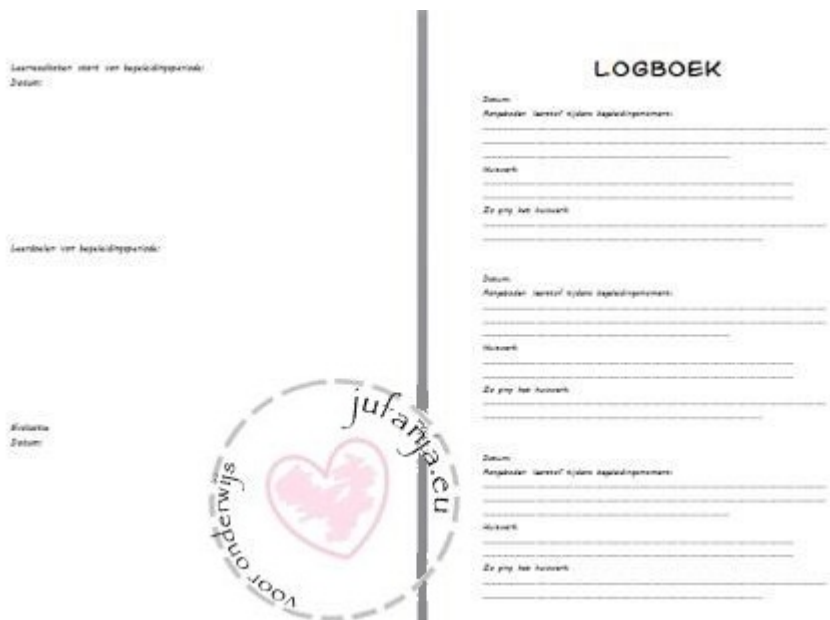 Leerresultaten start van begeleidingsperiode:
Datum:
Leerdoelen van begeleidingsperiode:
Evaluatie
Datum:
jufanja.eu
voor onderwijs
LOGBOEK
Datum:
Aangeboden leerstof tijdens begeleidingsmoment:
Huiswerk
Zo ging het huiswerk
Datum:
Aangeboden leerstof tijdens begeleidingsmoment:
Huiswerk
Zo ging het huiswerk
Datum:
Aangeboden leerstof tijdens begeleidingsmoment:
Huiswerk
Zo ging het huiswerk